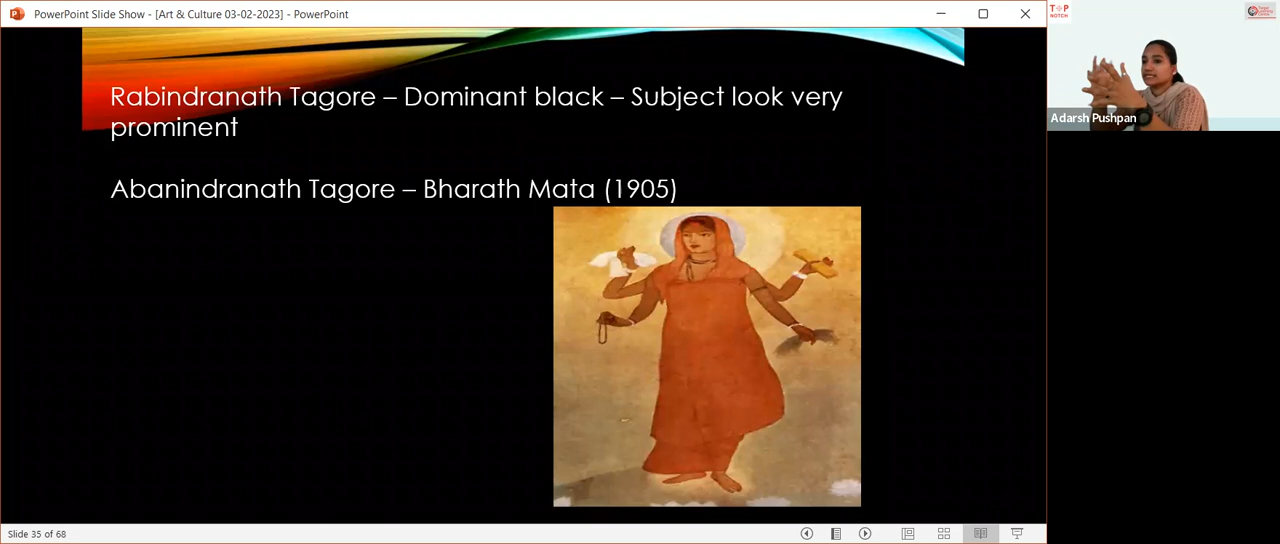 PowerPoint Slide Show - [Art & Culture 03-02-2023] - PowerPoint
T+P
NOTCH
Rabindranath Tagore – Dominant black – Subject look very
prominent
Adarsh Pushpan
Abanindranath Tagore – Bharath Mata (1905)
Slide 35 of 68